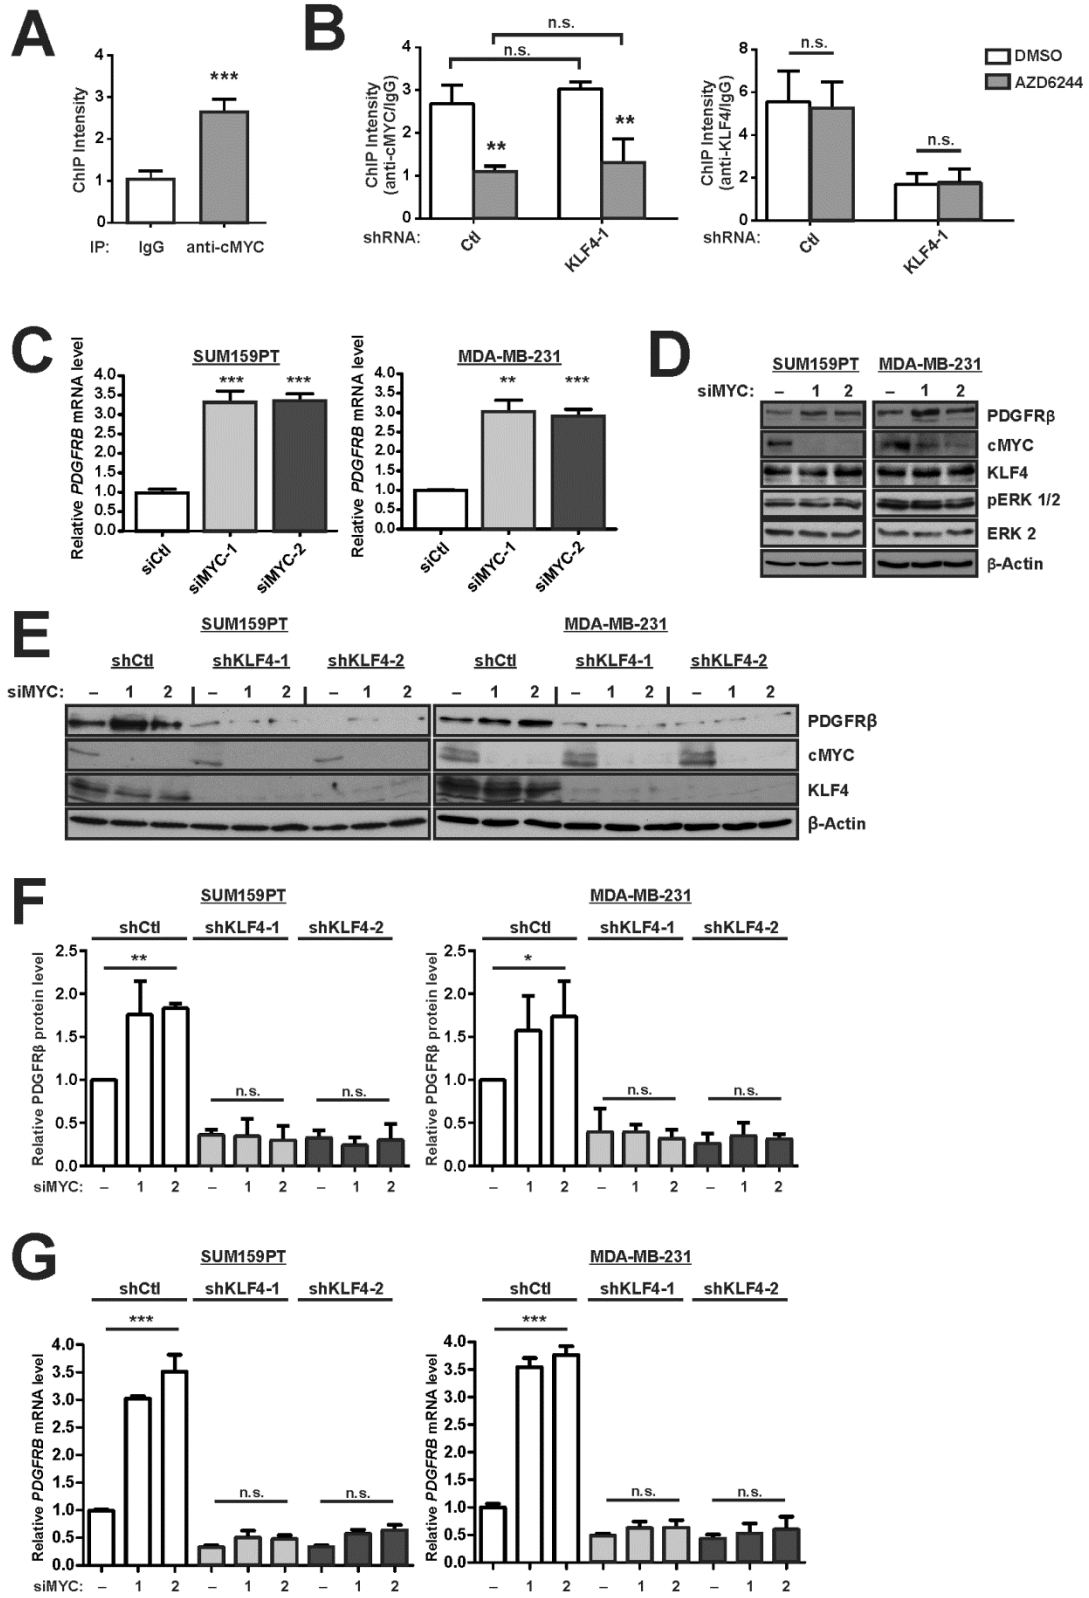 A
ChIP Intensity
4
3
2
1
0
***
IP: IgG anti-cMYC
B
n.s.
n.s.
ChIP Intensity
(anti-cMYC/IgG)
4
3
2
1
0
**
**
shRNA: Ctl KLF4-1
n.s.
ChIP Intensity
(anti-KLF4/IgG)
8
6
4
2
0
n.s.
shRNA: Ctl KLF4-1
DMSO
AZD6244
C
SUM159PT
Relative PDGFRB mRNA level
4.0
3.5
3.0
2.5
2.0
1.5
1.0
0.5
0.0
*** ***
siCtl siMYC-1 siMYC-2
MDA-MB-231
Relative PDGFRB mRNA level
4.0
3.5
3.0
2.5
2.0
1.5
1.0
0.5
0.0
** ***
siCtl siMYC-1 siMYC-2
D
SUM159PT MDA-MB-231
siMYC: – 1 2 – 1 2
PDGFRβ
cMYC
KLF4
pERK 1/2
ERK 2
β-Actin
E
SUM159PT MDA-MB-231
shCtl shKLF4-1 shKLF4-2 shCtl shKLF4-1 shKLF4-2
siMYC: – 1 2 – 1 2 – 1 2 – 1 2 – 1 2 – 1 2
PDGFRβ
cMYC
KLF4
β-Actin
F
SUM159PT
shCtl shKLF4-1 shKLF4-2
Relative PDGFRβ protein level
2.5
2.0
1.5
1.0
0.5
0.0
**
n.s. n.s.
siMYC: – 1 2 – 1 2 – 1 2
MDA-MB-231
shCtl shKLF4-1 shKLF4-2
Relative PDGFRβ protein level
2.5
2.0
1.5
1.0
0.5
0.0
*
n.s. n.s.
– 1 2 – 1 2 – 1 2
G
SUM159PT
shCtl shKLF4-1 shKLF4-2
Relative PDGFRB mRNA level
4.0
3.5
3.0
2.5
2.0
1.5
1.0
0.5
0.0
***
n.s. n.s.
siMYC: – 1 2 – 1 2 – 1 2
MDA-MB-231
shCtl shKLF4-1 shKLF4-2
Relative PDGFRB mRNA level
4.0
3.5
3.0
2.5
2.0
1.5
1.0
0.5
0.0
***
n.s. n.s.
– 1 2 – 1 2 – 1 2